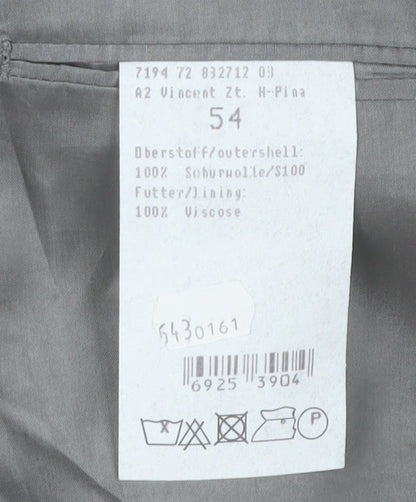 7194 72 832712 03
A2 Vincent Zt. H-Pina
54
Oberstoff/outershell:
100% Schurwolle/S100
Futter/Lining:
100% Viscose
6430161
6925 3904
P